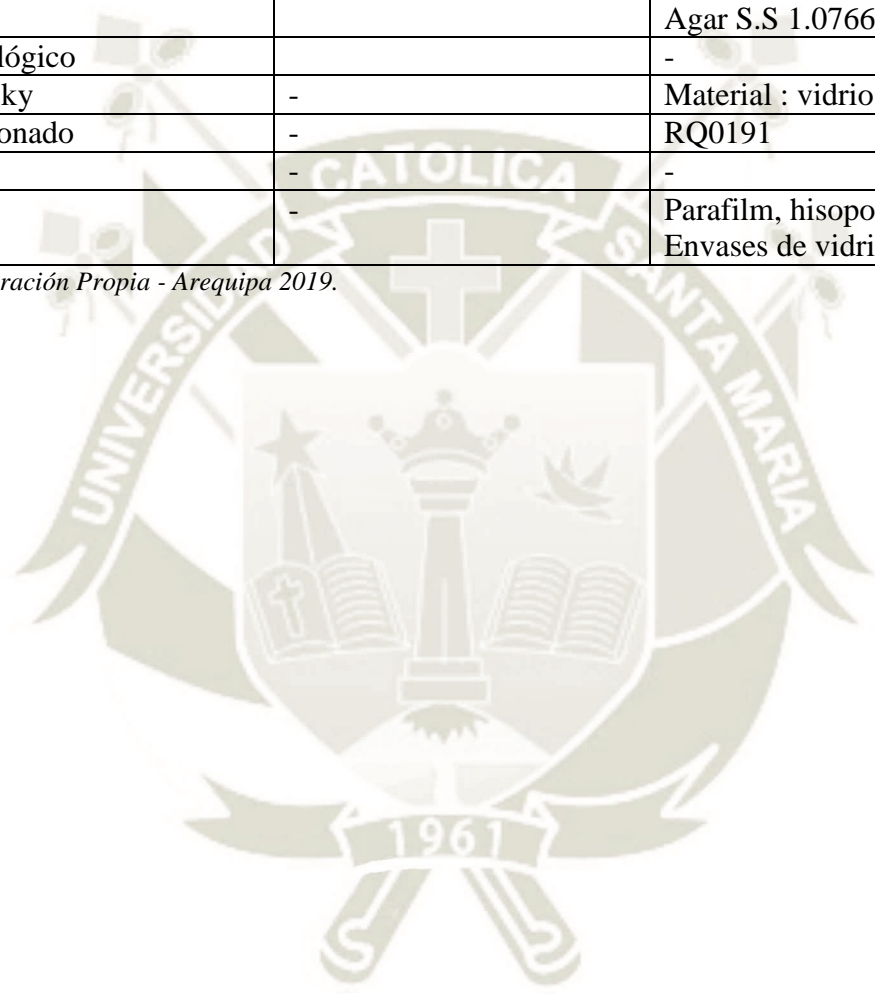 Agar S.S 1.0766
lógico -
ky - Material : vidrio
onado - RQ0191
- -
- Parafilm, hisopo
Envases de vidri
ración Propia - Arequipa 2019.
UNIVERSIDAD CATOLICA SANTA MARIA
1961